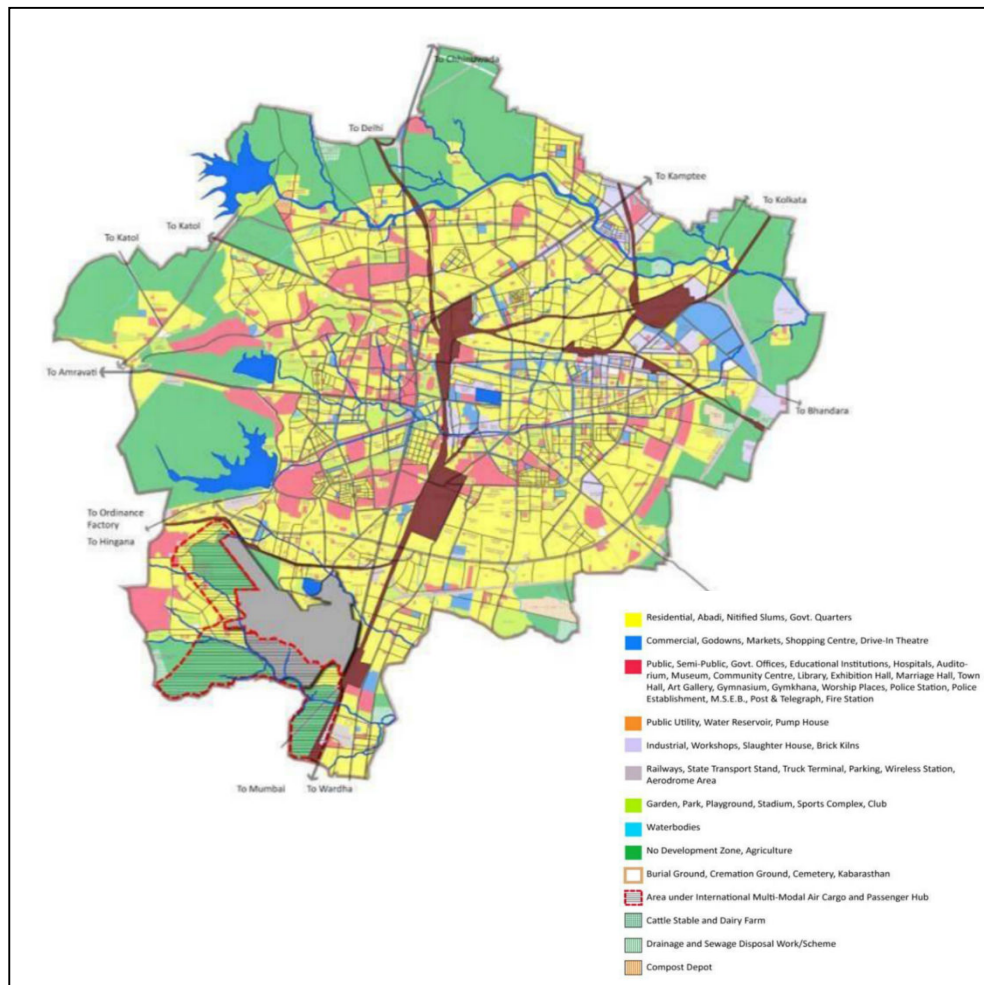 To Chhindwada
To Delhi
To Kamptee
To Kolkata
To Katol
To Katol
To Amravati
To Bhandara
To Ordinance
Factory
To Hingana
To Mumbai
To Wardha
Residential, Abadi, Nitified Slums, Govt. Quarters
Commercial, Godowns, Markets, Shopping Centre, Drive-In Theatre
Public, Semi-Public, Govt. Offices, Educational Institutions, Hospitals, Audito-
rium, Museum, Community Centre, Library, Exhibition Hall, Marriage Hall, Town
Hall, Art Gallery, Gymnasium, Gymkhana, Worship Places, Police Station, Police
Establishment, M.S.E.B., Post & Telegraph, Fire Station
Public Utility, Water Reservoir, Pump House
Industrial, Workshops, Slaughter House, Brick Kilns
Railways, State Transport Stand, Truck Terminal, Parking, Wireless Station,
Aerodrome Area
Garden, Park, Playground, Stadium, Sports Complex, Club
Waterbodies
No Development Zone, Agriculture
Burial Ground, Cremation Ground, Cemetery, Kabarasthan
Area under International Multi-Modal Air Cargo and Passenger Hub
Cattle Stable and Dairy Farm
Drainage and Sewage Disposal Work/Scheme
Compost Depot